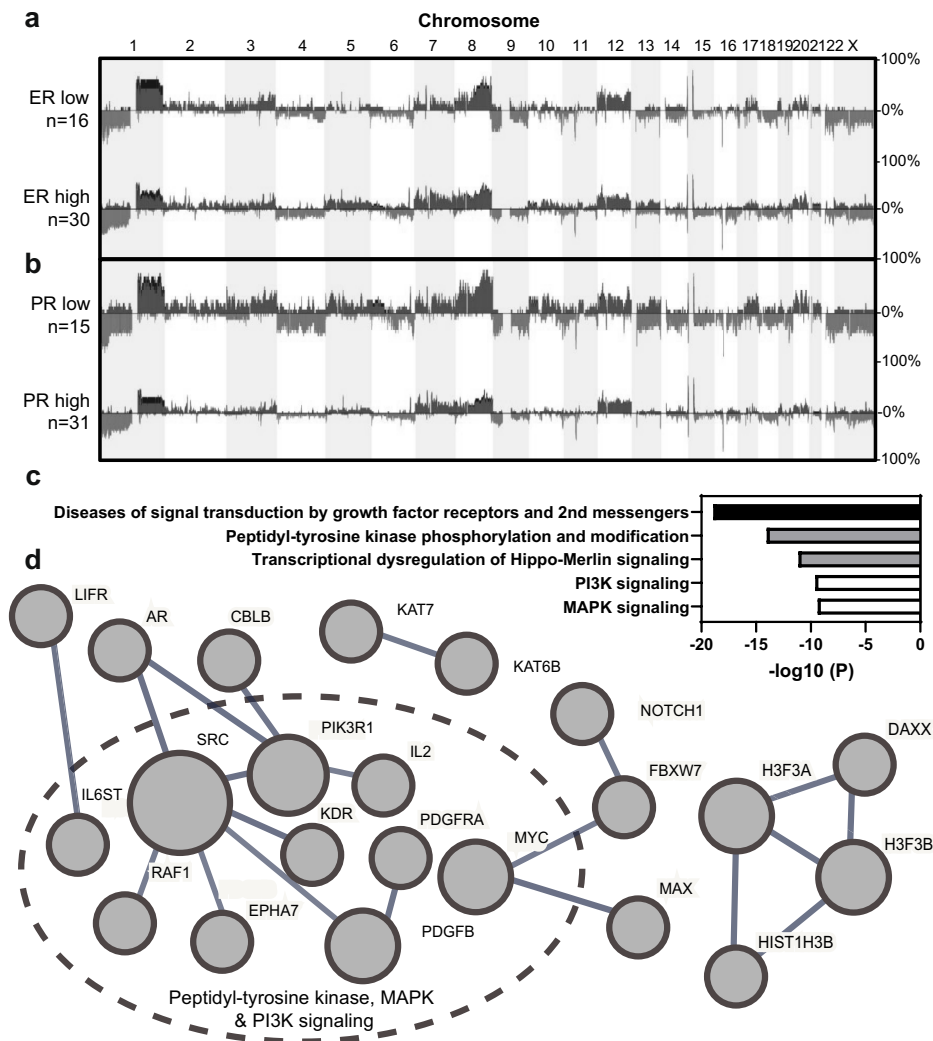 a
Chromosome
1 2 3 4 5 6 7 8 9 10 11 12 13 14 15 16 17 18 19 20 21 22 X
100%
ER low
n=16
0%
100%
ER high
n=30
0%
100%
b
PR low
n=15
0%
100%
PR high
n=31
0%
100%
c
Diseases of signal transduction by growth factor receptors and 2nd messengers
Peptidyl-tyrosine kinase phosphorylation and modification
Transcriptional dysregulation of Hippo-Merlin signaling
PI3K signaling
MAPK signaling
-20 -15 -10 -5 0
-log10 (P)
d
LIFR
AR
CBLB
KAT7
KAT6B
NOTCH1
DAXX
SRC
PIK3R1
IL2
FBXW7
H3F3A
IL6ST
KDR
PDGFRA
MYC
H3F3B
RAF1
MAX
EPHA7
PDGFB
HIST1H3B
Peptidyl-tyrosine kinase, MAPK
& PI3K signaling